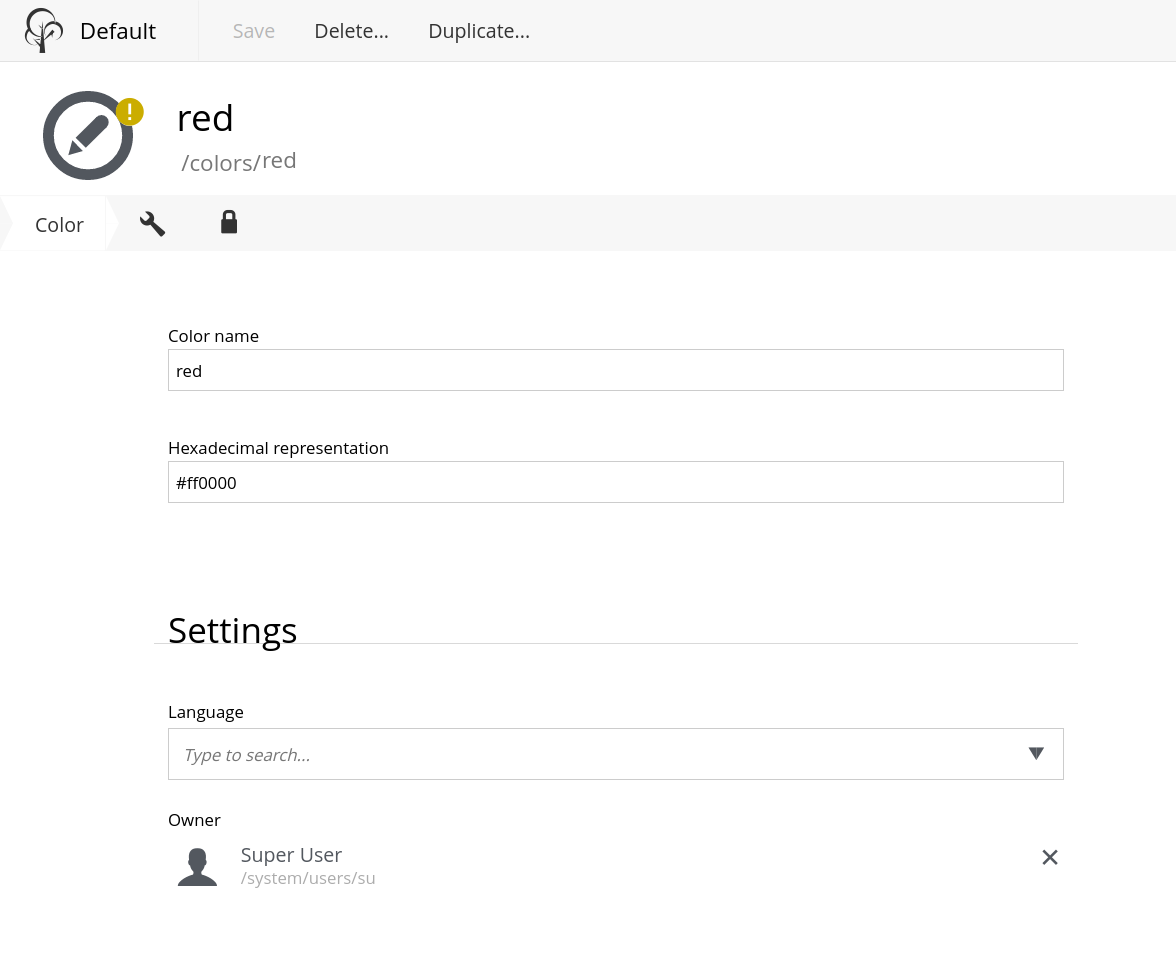 Default
Save
Delete...
Duplicate...
red
/colors/red
Color
Color name
red
Hexadecimal representation
#ff0000
Settings
Language
Type to search...
Owner
Super User
/system/users/su